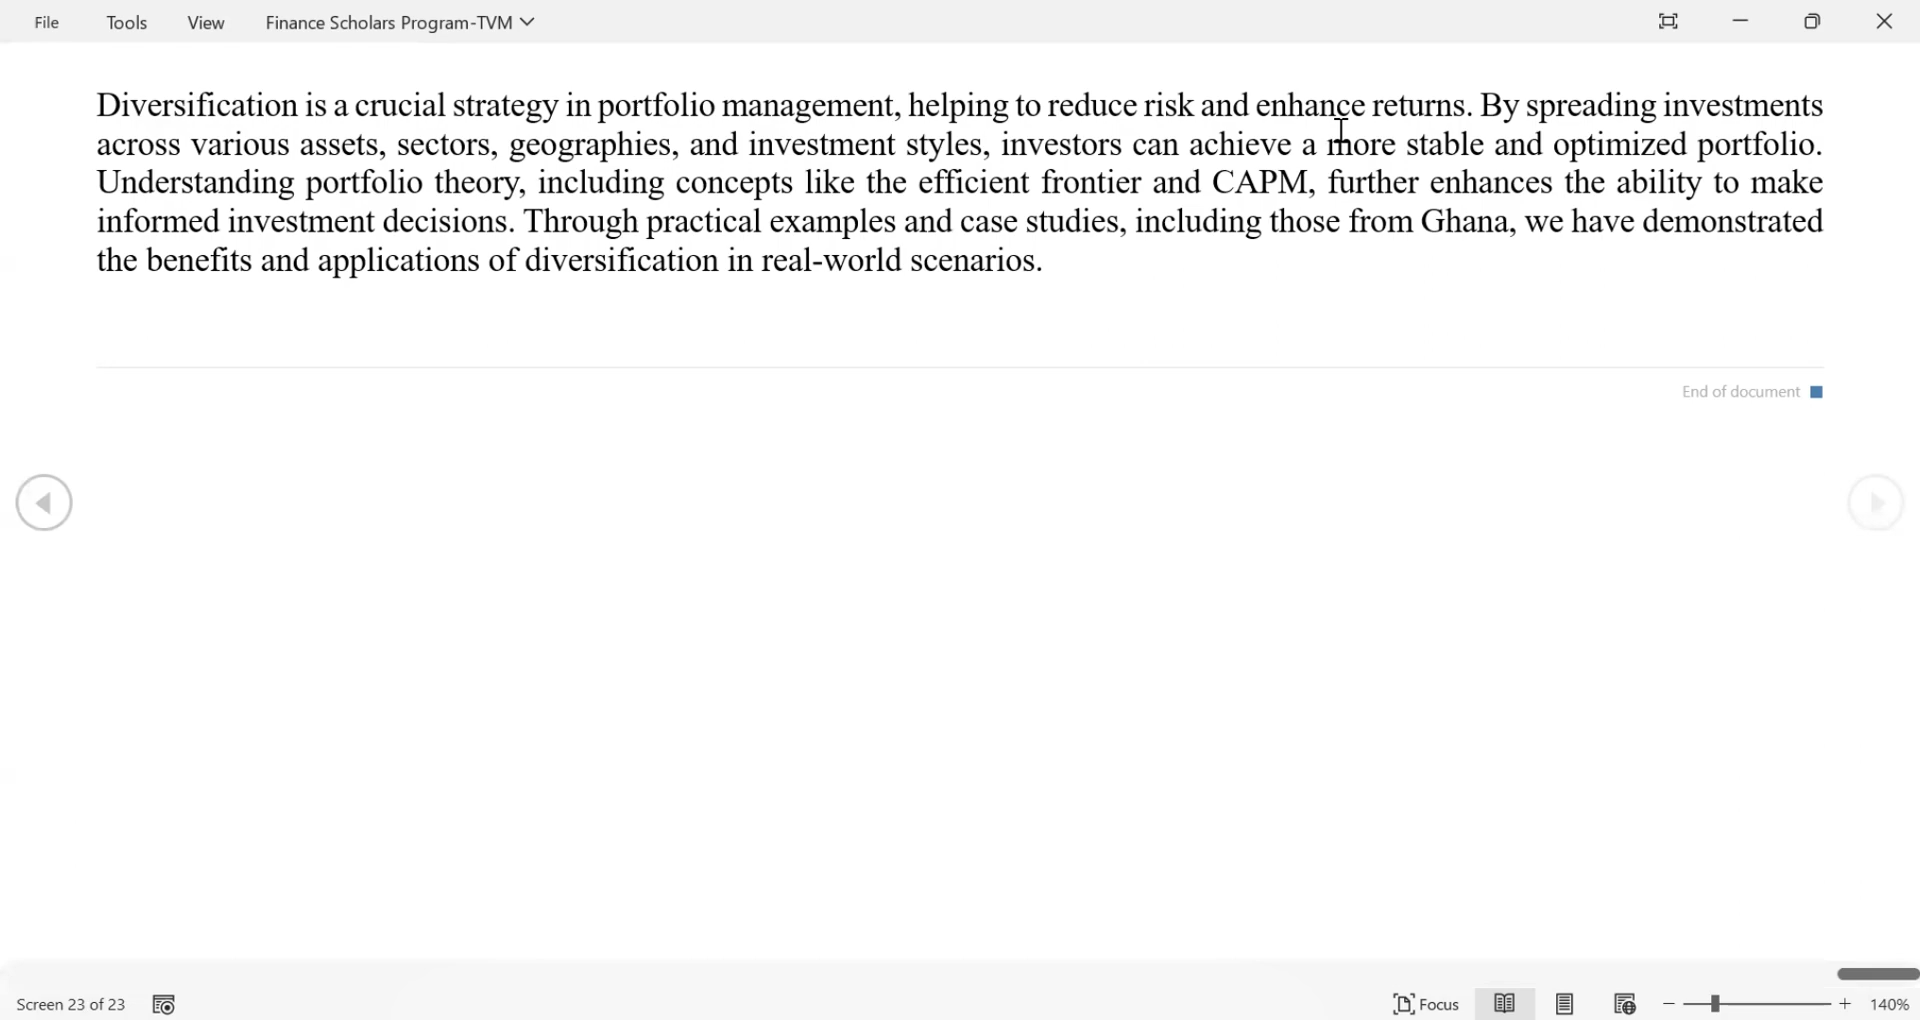 File Tools View Finance Scholars Program-TVM
Diversification is a crucial strategy in portfolio management, helping to reduce risk and enhance returns. By spreading investments
across various assets, sectors, geographies, and investment styles, investors can achieve a more stable and optimized portfolio.
Understanding portfolio theory, including concepts like the efficient frontier and CAPM, further enhances the ability to make
informed investment decisions. Through practical examples and case studies, including those from Ghana, we have demonstrated
the benefits and applications of diversification in real-world scenarios.
End of document
Screen 23 of 23 Focus 140%